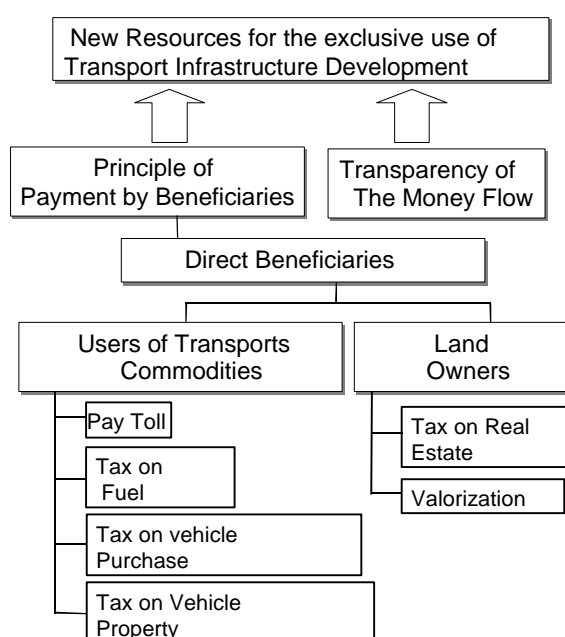 New Resources for the exclusive use of
Transport Infrastructure Development
Principle of
Payment by Beneficiaries
Transparency of
The Money Flow
Direct Beneficiaries
Users of Transports
Commodities
Land
Owners
Pay Toll
Tax on
Fuel
Tax on vehicle
Purchase
Tax on Vehicle
Property
Tax on Real
Estate
Valorization